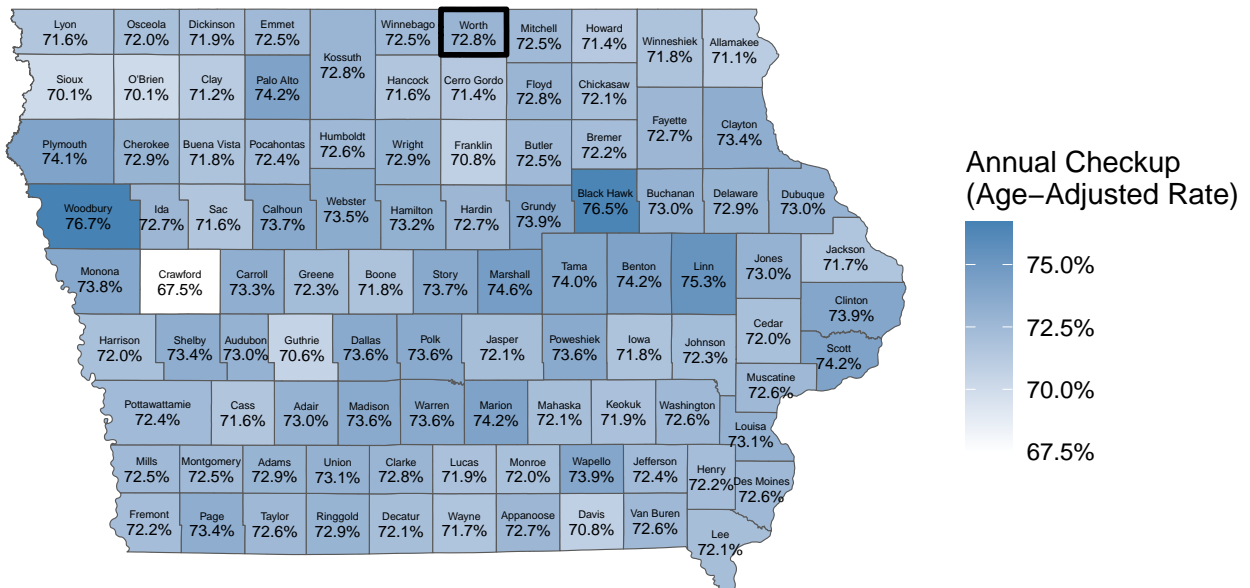 Lyon
71.6%
Osceola
72.0%
Dickinson
71.9%
Emmet
72.5%
Kossuth
72.8%
Winnebago
72.5%
Worth
72.8%
Mitchell
72.5%
Howard
71.4%
Winneshiek
71.8%
Allamakee
71.1%
Sioux
70.1%
O'Brien
70.1%
Clay
71.2%
Palo Alto
74.2%
Hancock
71.6%
Cerro Gordo
71.4%
Floyd
72.8%
Chickasaw
72.1%
Fayette
72.7%
Clayton
73.4%
Plymouth
74.1%
Cherokee
72.9%
Buena Vista
71.8%
Pocahontas
72.4%
Humboldt
72.6%
Wright
72.9%
Franklin
70.8%
Butler
72.5%
Bremer
72.2%
Woodbury
76.7%
Ida
72.7%
Sac
71.6%
Calhoun
73.7%
Webster
73.5%
Hamilton
73.2%
Hardin
72.7%
Grundy
73.9%
Black Hawk
76.5%
Buchanan
73.0%
Delaware
72.9%
Dubuque
73.0%
Monona
73.8%
Crawford
67.5%
Carroll
73.3%
Greene
72.3%
Boone
71.8%
Story
73.7%
Marshall
74.6%
Tama
74.0%
Benton
74.2%
Linn
75.3%
Jones
73.0%
Jackson
71.7%
Clinton
73.9%
Harrison
72.0%
Shelby
73.4%
Audubon
73.0%
Guthrie
70.6%
Dallas
73.6%
Polk
73.6%
Jasper
72.1%
Poweshiek
73.6%
Iowa
71.8%
Johnson
72.3%
Cedar
72.0%
Scott
74.2%
Muscatine
72.6%
Pottawattamie
72.4%
Cass
71.6%
Adair
73.0%
Madison
73.6%
Warren
73.6%
Marion
74.2%
Mahaska
72.1%
Keokuk
71.9%
Washington
72.6%
Louisa
73.1%
Mills
72.5%
Montgomery
72.5%
Adams
72.9%
Union
73.1%
Clarke
72.8%
Lucas
71.9%
Monroe
72.0%
Wapello
73.9%
Jefferson
72.4%
Henry
72.2%
Des Moines
72.6%
Fremont
72.2%
Page
73.4%
Taylor
72.6%
Ringgold
72.9%
Decatur
72.1%
Wayne
71.7%
Appanoose
72.7%
Davis
70.8%
Van Buren
72.6%
Lee
72.1%
Annual Checkup
(Age−Adjusted Rate)
75.0%
72.5%
70.0%
67.5%